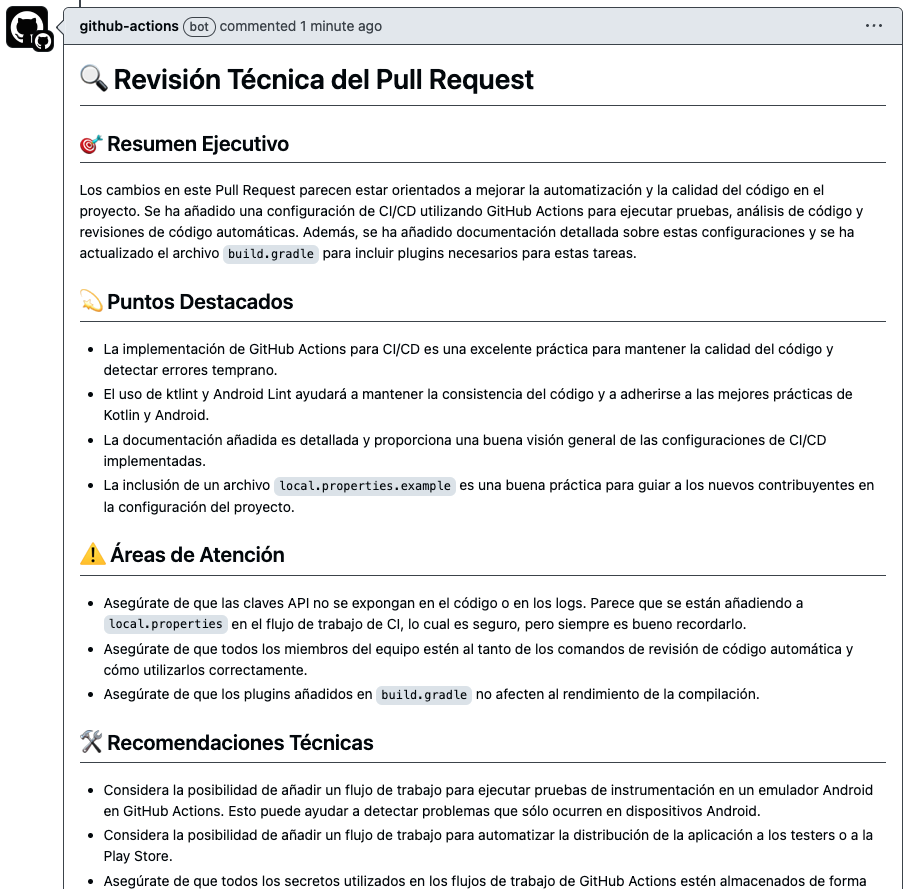 github-actions bot commented 1 minute ago ...
Revisión Técnica del Pull Request
Resumen Ejecutivo
Los cambios en este Pull Request parecen estar orientados a mejorar la automatización y la calidad del código en el
proyecto. Se ha añadido una configuración de CI/CD utilizando GitHub Actions para ejecutar pruebas, análisis de código y
revisiones de código automáticas. Además, se ha añadido documentación detallada sobre estas configuraciones y se ha
actualizado el archivo build.gradle para incluir plugins necesarios para estas tareas.
Puntos Destacados
• La implementación de GitHub Actions para CI/CD es una excelente práctica para mantener la calidad del código y
detectar errores temprano.
• El uso de ktlint y Android Lint ayudará a mantener la consistencia del código y a adherirse a las mejores prácticas de
Kotlin y Android.
• La documentación añadida es detallada y proporciona una buena visión general de las configuraciones de CI/CD
implementadas.
• La inclusión de un archivo local.properties.example es una buena práctica para guiar a los nuevos contribuyentes en
la configuración del proyecto.
Áreas de Atención
• Asegúrate de que las claves API no se expongan en el código o en los logs. Parece que se están añadiendo a
local.properties en el flujo de trabajo de CI, lo cual es seguro, pero siempre es bueno recordarlo.
• Asegúrate de que todos los miembros del equipo estén al tanto de los comandos de revisión de código automática y
cómo utilizarlos correctamente.
• Asegúrate de que los plugins añadidos en build.gradle no afecten al rendimiento de la compilación.
Recomendaciones Técnicas
• Considera la posibilidad de añadir un flujo de trabajo para ejecutar pruebas de instrumentación en un emulador Android
en GitHub Actions. Esto puede ayudar a detectar problemas que sólo ocurren en dispositivos Android.
• Considera la posibilidad de añadir un flujo de trabajo para automatizar la distribución de la aplicación a los testers o a la
Play Store.
• Asegúrate de que todos los secretos utilizados en los flujos de trabajo de GitHub Actions estén almacenados de forma